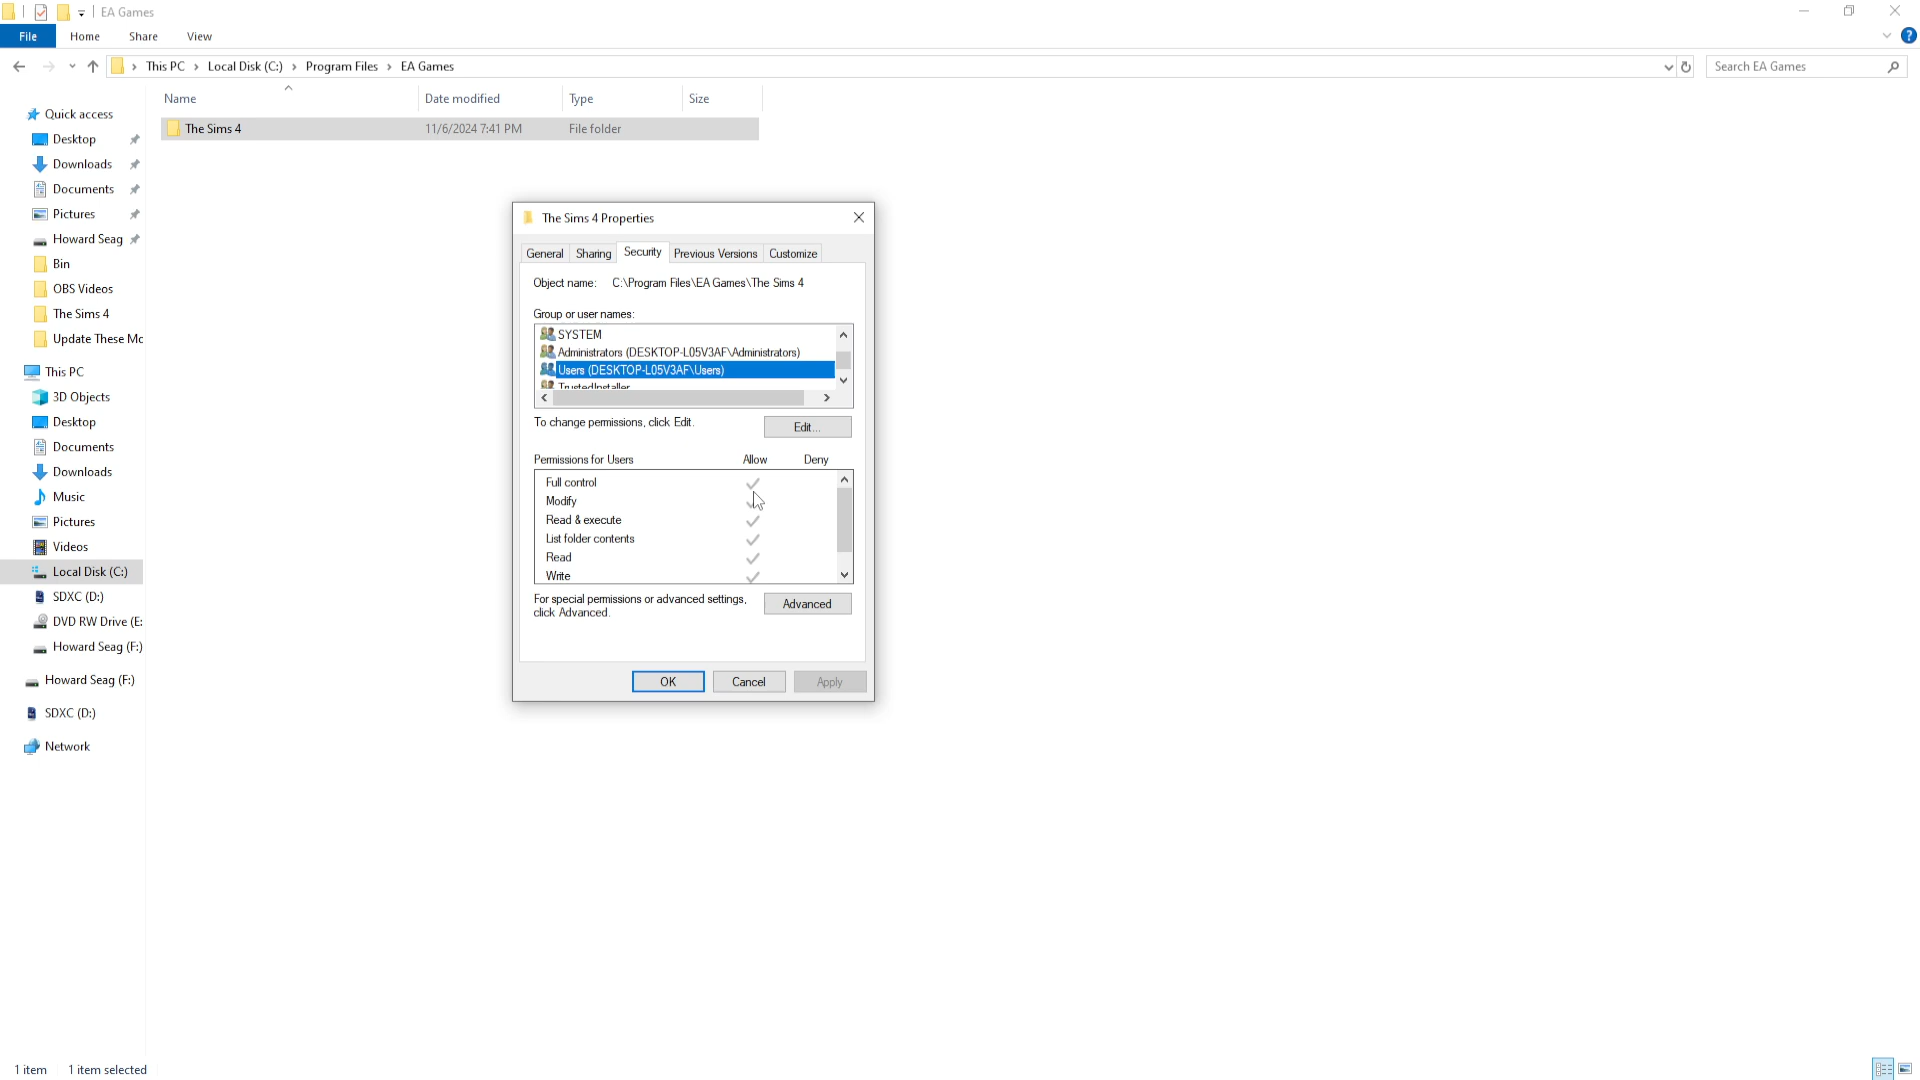 EA Games
File Home Share View
This PC Local Disk (C:) Program Files EA Games
Search EA Games
Name Date modified Type Size
The Sims 4 11/6/2024 7:41 PM File folder
Quick access
Desktop
Downloads
Documents
Pictures
Howard Seag
Bin
OBS Videos
The Sims 4
Update These Mc
This PC
3D Objects
Desktop
Documents
Downloads
Music
Pictures
Videos
Local Disk (C:)
SDXC (D:)
DVD RW Drive (E:
Howard Seag (F:)
Howard Seag (F:)
SDXC (D:)
Network
The Sims 4 Properties
General Sharing Security Previous Versions Customize
Object name: C:\Program Files\EA Games\The Sims 4
Group or user names:
SYSTEM
Administrators (DESKTOP-L05V3AF\Administrators)
Users (DESKTOP-L05V3AF\Users)
TrustedInstaller
To change permissions, click Edit.
Edit...
Permissions for Users Allow Deny
Full control
Modify
Read & execute
List folder contents
Read
Write
For special permissions or advanced settings,
click Advanced.
Advanced
OK Cancel Apply
1 item 1 item selected